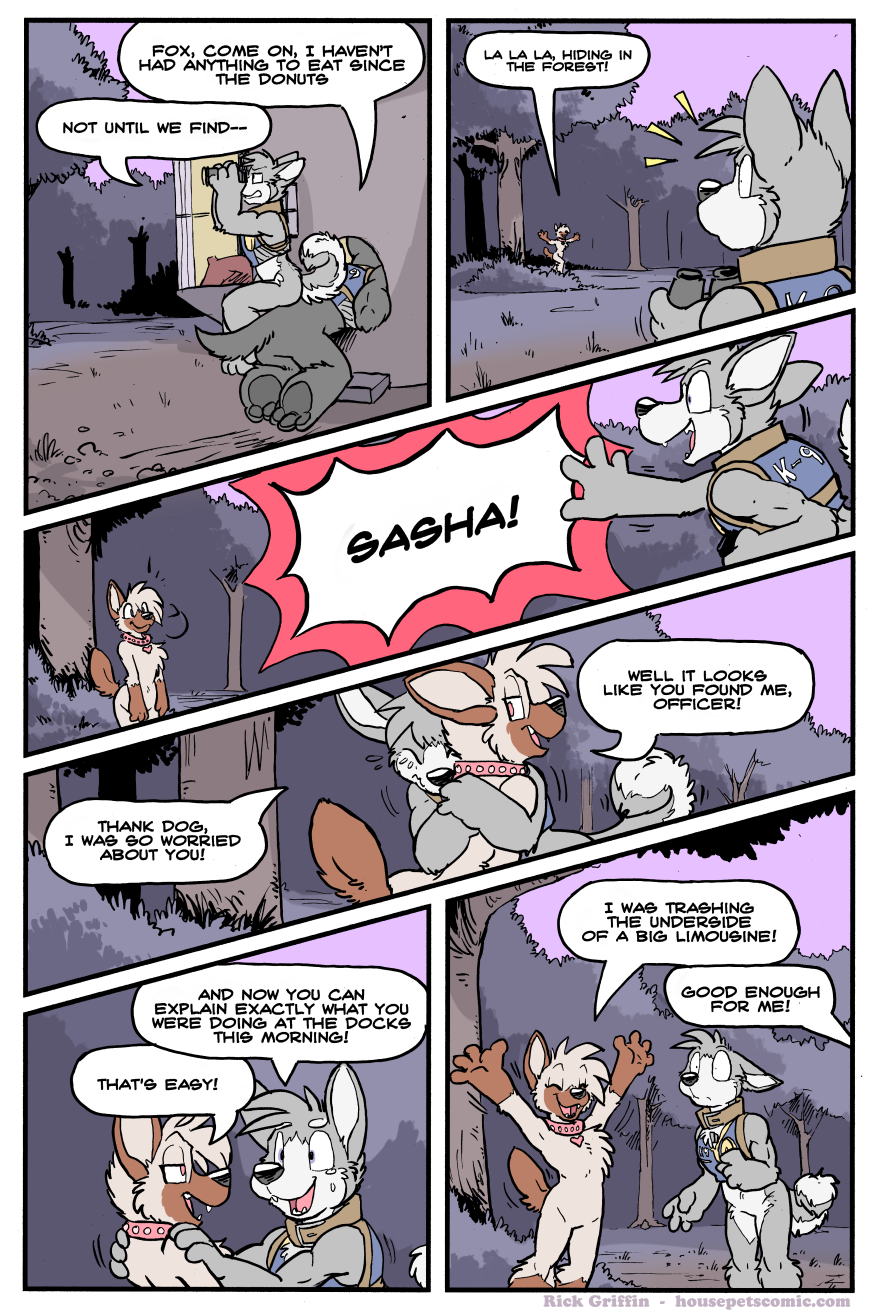 FOX, COME ON, I HAVEN'T
HAD ANYTHING TO EAT SINCE
THE DONUTS
NOT UNTIL WE FIND--
LA LA LA, HIDING IN
THE FOREST!
K-9
SASHA!
K-9
WELL IT LOOKS
LIKE YOU FOUND ME,
OFFICER!
THANK DOG,
I WAS SO WORRIED
ABOUT YOU!
AND NOW YOU CAN
EXPLAIN EXACTLY WHAT YOU
WERE DOING AT THE DOCKS
THIS MORNING!
THAT'S EASY!
I WAS TRASHING
THE UNDERSIDE
OF A BIG LIMOUSINE!
GOOD ENOUGH
FOR ME!
Rick Griffin - housepetscomic.com